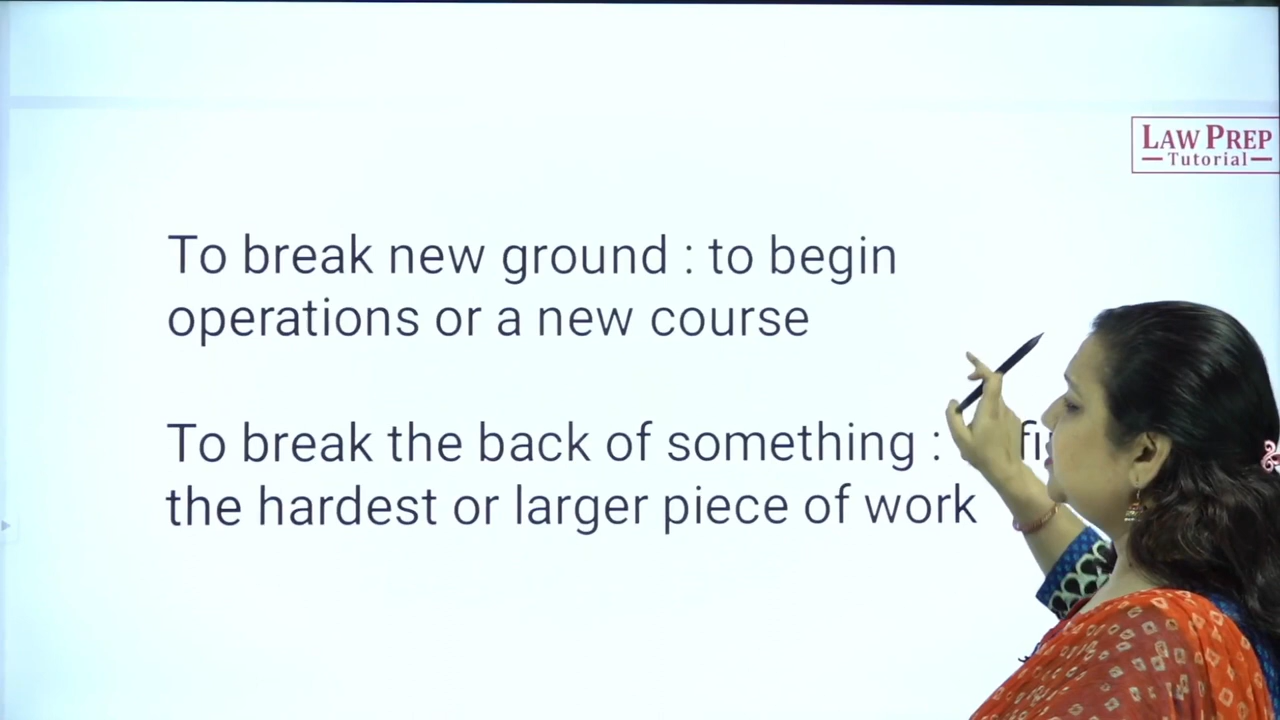 LAW PREP
Tutorial
To break new ground : to begin
operations or a new course
To break the back of something :
the hardest or larger piece of work